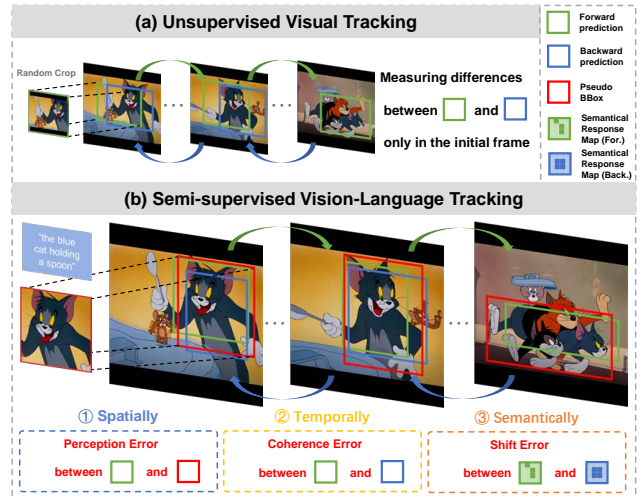 (a) Unsupervised Visual Tracking
Random Crop
...
...
Measuring differences
between and
only in the initial frame
Forward
prediction
Backward
prediction
Pseudo
BBox
Semantical
Response
Map (For.)
Semantical
Response
Map (Back.)
(b) Semi-supervised Vision-Language Tracking
"the blue
cat holding
a spoon"
...
...
① Spatially
② Temporally
③ Semantically
Perception Error
between and
Coherence Error
between and
Shift Error
between and